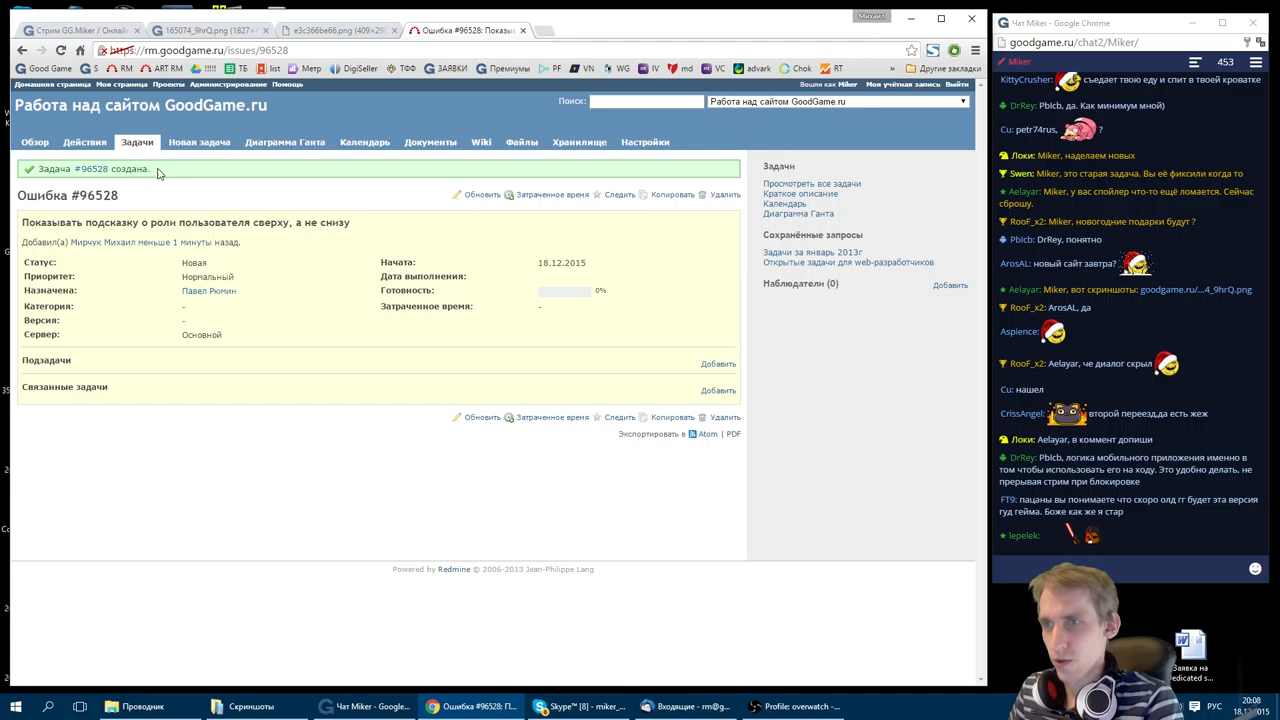 Михаил
Стрим GG.Miker / Онлай
165074_9hrQ.png (1827×
e3c366be66.png (409×29
Ошибка #96528: Показы
https://rm.goodgame.ru/issues/96528
Good Game
S
RM
ART RM
!!!!!
ТБ
list
Метр
DigiSeller
ТФФ
ЗАЯВКИ
Премиумы
PF
VN
WG
IV
md
VC
advark
Chok
RT
»
Другие закладки
Домашняя страница Моя страница Проекты Администрирование Помощь
Вошли как Miker Моя учётная запись Выйти
Работа над сайтом GoodGame.ru
Поиск:
Работа над сайтом GoodGame.ru
Обзор Действия Задачи Новая задача Диаграмма Ганта Календарь Документы Wiki Файлы Хранилище Настройки
Задача #96528 создана.
Ошибка #96528
Обновить Затраченное время Следить Копировать Удалить
Показывать подсказку о роли пользователя сверху, а не снизу
Добавил(а) Мирчук Михаил меньше 1 минуты назад.
Статус: Новая Начата: 18.12.2015
Приоритет: Нормальный Дата выполнения:
Назначена: Павел Рюмин Готовность: 0%
Категория: - Затраченное время: -
Версия: -
Сервер: Основной
Подзадачи
Добавить
Связанные задачи
Добавить
Обновить Затраченное время Следить Копировать Удалить
Экспортировать в Atom | PDF
Powered by Redmine © 2006-2013 Jean-Philippe Lang
Задачи
Просмотреть все задачи
Краткое описание
Календарь
Диаграмма Ганта
Сохранённые запросы
Задачи за январь 2013г
Открытые задачи для web-разработчиков
Наблюдатели (0)
Добавить
Чат Miker - Google Chrome
goodgame.ru/chat2/Miker/
Miker
453
KittyCrusher: съедает твою еду и спит в твоей кроватке
DrRey: PbIcb, да. Как минимум мной)
Cu: petr74rus, ?
Локи: Miker, наделаем новых
Swen: Miker, это старая задача. Вы её фиксили когда то
Aelayar: Miker, у вас спойлер что-то ещё ломается. Сейчас
сброшу.
RooF_x2: Miker, новогодние подарки будут ?
PbIcb: DrRey, понятно
ArosAL: новый сайт завтра?
Aelayar: Miker, вот скриншоты: goodgame.ru/...4_9hrQ.png
RooF_x2: ArosAL, да
Aspience:
RooF_x2: Aelayar, че диалог скрыл
Cu: нашел
CrissAngel: второй переезд,да есть жеж
Локи: Aelayar, в коммент допиши
DrRey: PbIcb, логика мобильного приложения именно в
том чтобы использовать его на ходу. Это удобно делать, не
прерывая стрим при блокировке
FT9: пацаны вы понимаете что скоро олд гг будет эта версия
гуд гейма. Боже как же я стар
lepelek:
Заявка на
Dedicated s...
Проводник
Скриншоты
Чат Miker - Google ...
Ошибка #96528: П...
Skype™ [8] - miker_...
Входящие - rm@g...
Profile: overwatch -...
РУС
20:08
18.12.2015